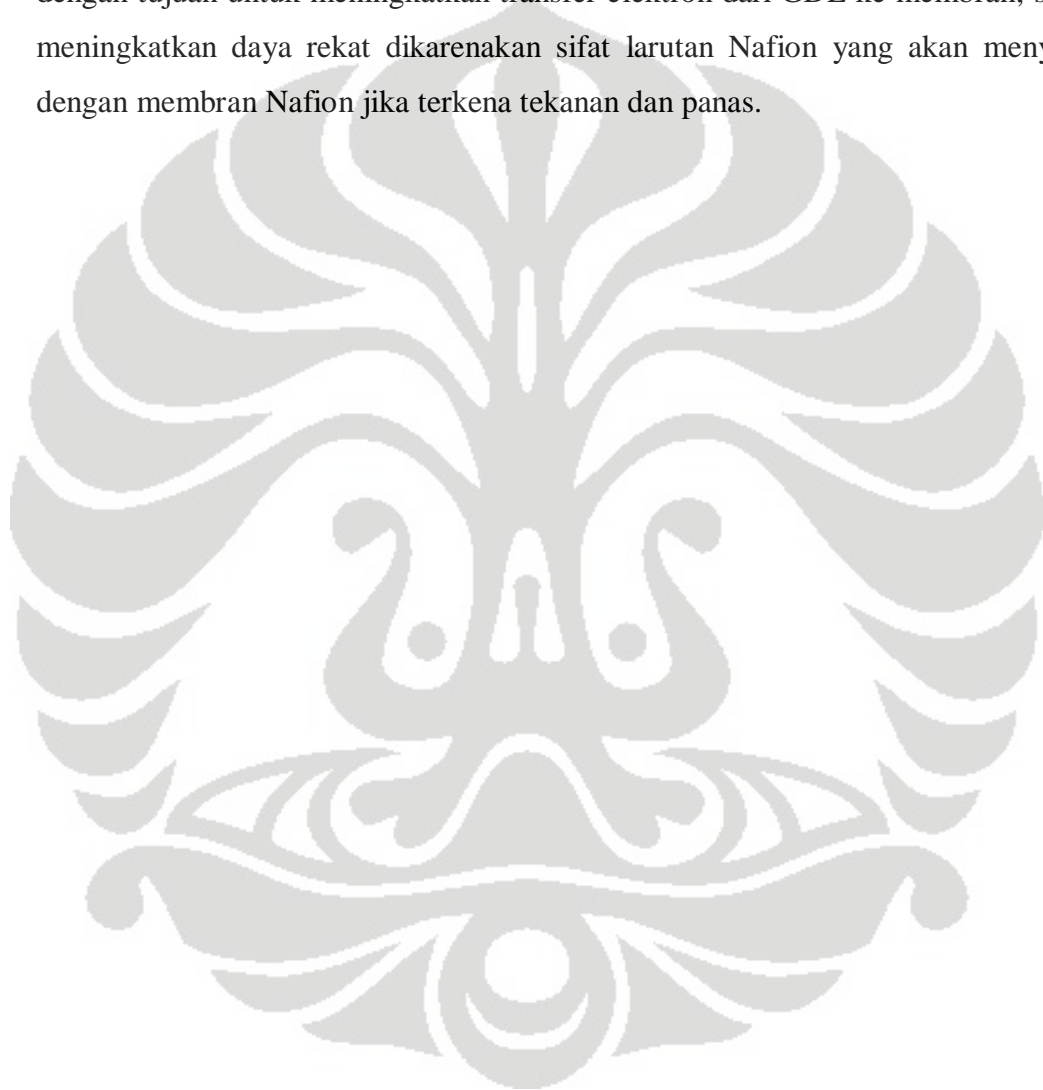 dengan tujuan untuk meningkatkan transfer elektron dari ke membran,
meningkatkan daya rekat dikarenakan sifat larutan Nafion yang akan meny
dengan membran Nafion jika terkena tekanan dan panas.